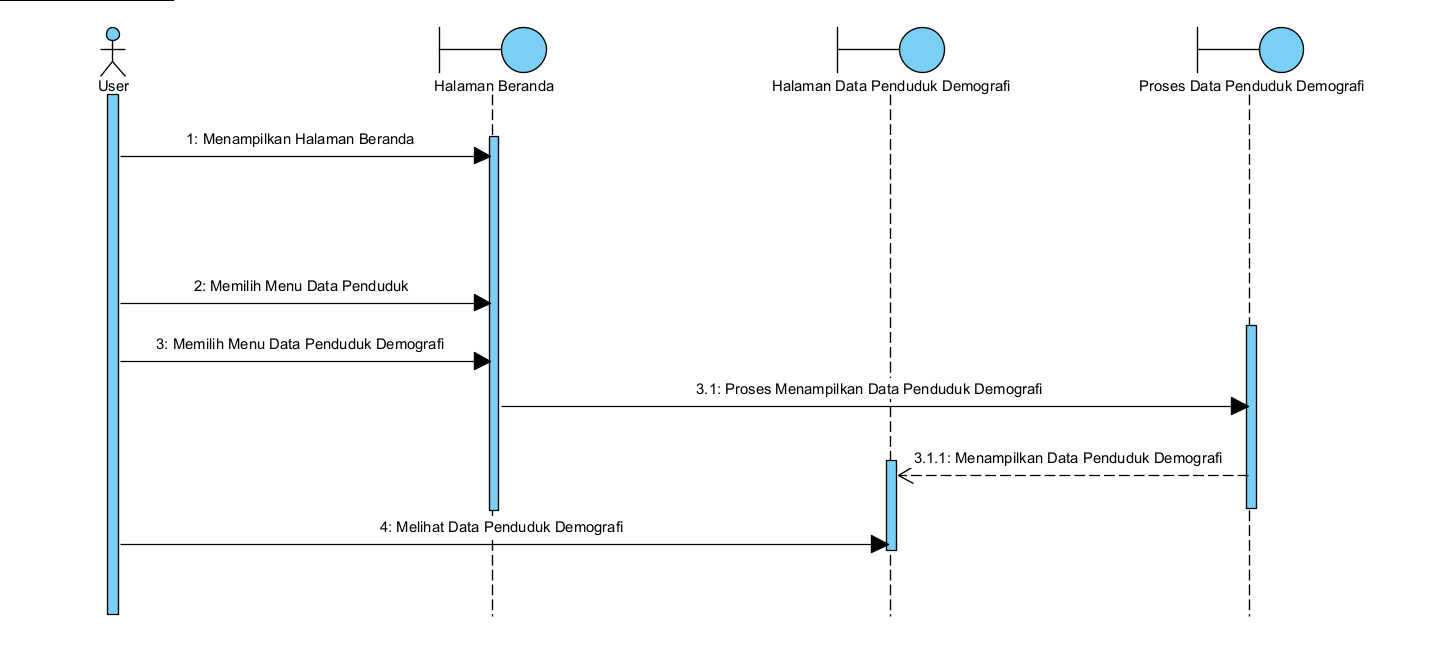 User
Halaman Beranda
Halaman Data Penduduk Demografi
Proses Data Penduduk Demografi
1: Menampilkan Halaman Beranda
2: Memilih Menu Data Penduduk
3: Memilih Menu Data Penduduk Demografi
3.1: Proses Menampilkan Data Penduduk Demografi
3.1.1: Menampilkan Data Penduduk Demografi
4: Melihat Data Penduduk Demografi